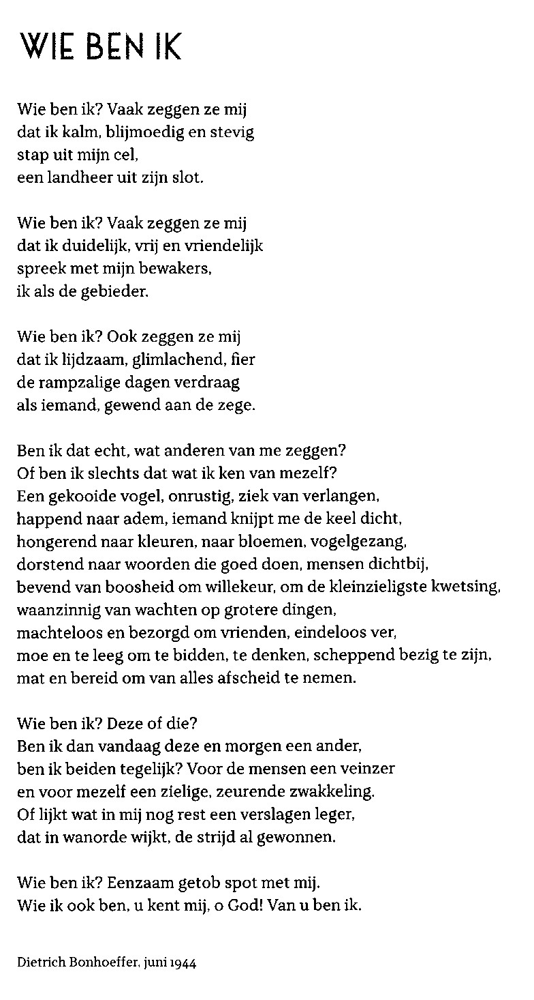 WIE BEN IK
Wie ben ik? Vaak zeggen ze mij
dat ik kalm, blijmoedig en stevig
stap uit mijn cel,
een landheer uit zijn slot.
Wie ben ik? Vaak zeggen ze mij
dat ik duidelijk, vrij en vriendelijk
spreek met mijn bewakers,
ik als de gebieder.
Wie ben ik? Ook zeggen ze mij
dat ik lijdzaam, glimlachend, fier
de rampzalige dagen verdraag
als iemand, gewend aan de zege.
Ben ik dat echt, wat anderen van me zeggen?
Of ben ik slechts dat wat ik ken van mezelf?
Een gekooide vogel, onrustig, ziek van verlangen,
happend naar adem, iemand knijpt me de keel dicht,
hongerend naar kleuren, naar bloemen, vogelgezang,
dorstend naar woorden die goed doen, mensen dichtbij,
bevend van boosheid om willekeur, om de kleinzieligste kwetsing,
waanzinnig van wachten op grotere dingen,
machteloos en bezorgd om vrienden, eindeloos ver,
moe en te leeg om te bidden, te denken, scheppend bezig te zijn,
mat en bereid om van alles afscheid te nemen.
Wie ben ik? Deze of die?
Ben ik dan vandaag deze en morgen een ander,
ben ik beiden tegelijk? Voor de mensen een veinzer
en voor mezelf een zielige, zeurende zwakkeling.
Of lijkt wat in mij nog rest een verslagen leger,
dat in wanorde wijkt, de strijd al gewonnen.
Wie ben ik? Eenzaam getob spot met mij.
Wie ik ook ben, u kent mij, o God! Van u ben ik.
Dietrich Bonhoeffer, juni 1944